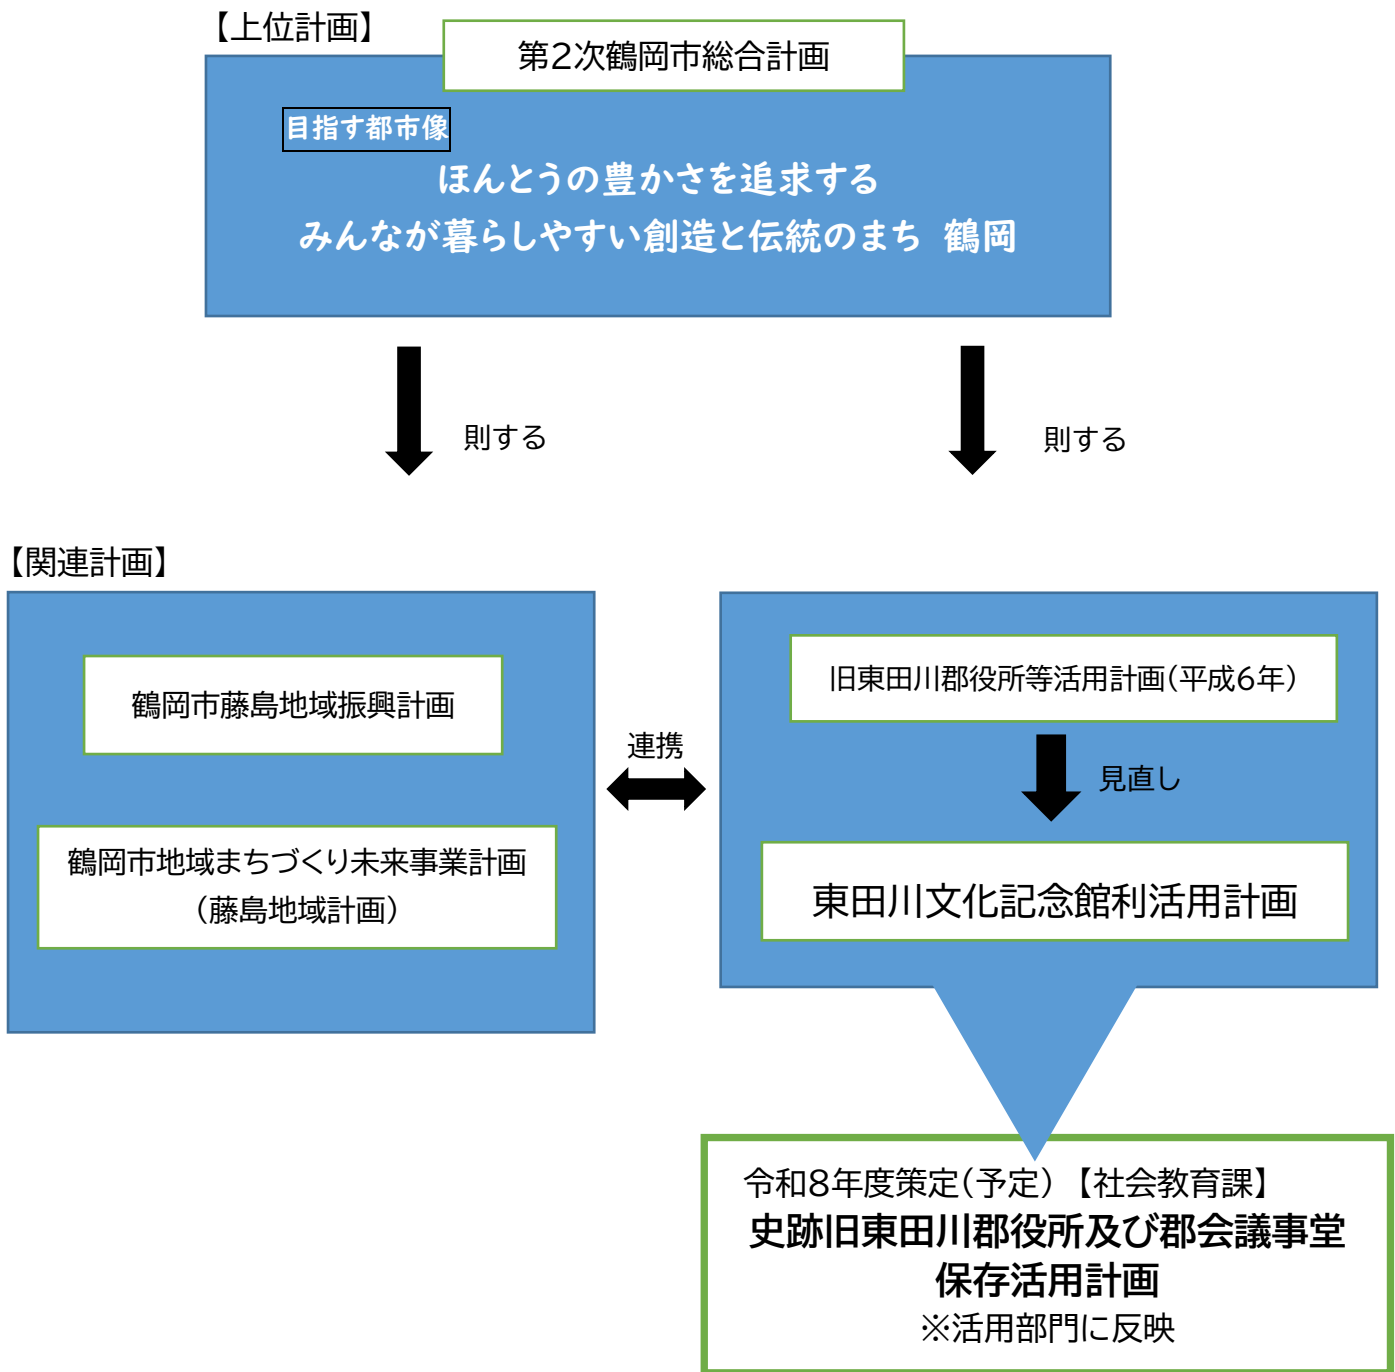 【上位計画】
第2次鶴岡市総合計画
目指す都市像
ほんとうの豊かさを追求する
みんなが暮らしやすい創造と伝統のまち 鶴岡
則する
則する
【関連計画】
鶴岡市藤島地域振興計画
鶴岡市地域まちづくり未来事業計画
（藤島地域計画）
連携
旧東田川郡役所等活用計画（平成6年）
見直し
東田川文化記念館利活用計画
令和8年度策定（予定）【社会教育課】
史跡旧東田川郡役所及び郡会議事堂
保存活用計画
※活用部門に反映